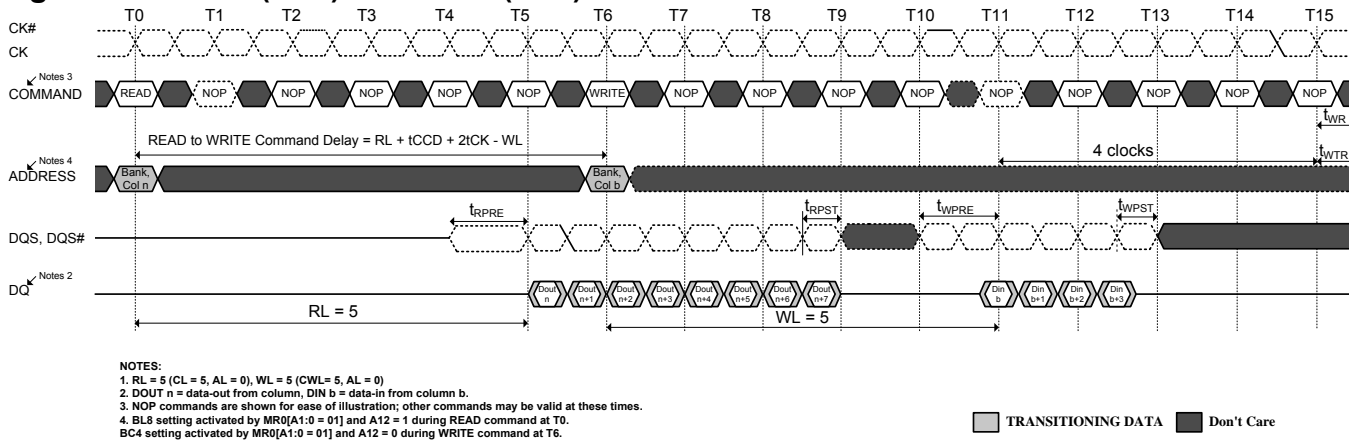 T0 T1 T2 T3 T4 T5 T6 T7 T8 T9 T10 T11 T12 T13 T14 T15
CK#
CK
Notes 3
COMMAND READ NOP NOP NOP NOP NOP WRITE NOP NOP NOP NOP NOP NOP NOP NOP NOP
tWR
READ to WRITE Command Delay = RL + tCCD + 2tCK - WL
4 clocks
tWTR
Notes 4
ADDRESS Bank, Col n Bank, Col b
tRPRE tRPST tWPRE tWPST
DQS, DQS#
Notes 2
DQ Dout n Dout n+1 Dout n+2 Dout n+3 Dout n+4 Dout n+5 Dout n+6 Dout n+7 Din b Din b+1 Din b+2 Din b+3
RL = 5 WL = 5
NOTES:
1. RL = 5 (CL = 5, AL = 0), WL = 5 (CWL= 5, AL = 0)
2. DOUT n = data-out from column, DIN b = data-in from column b.
3. NOP commands are shown for ease of illustration; other commands may be valid at these times.
4. BL8 setting activated by MR0[A1:0 = 01] and A12 = 1 during READ command at T0.
BC4 setting activated by MR0[A1:0 = 01] and A12 = 0 during WRITE command at T6.
TRANSITIONING DATA Don't Care